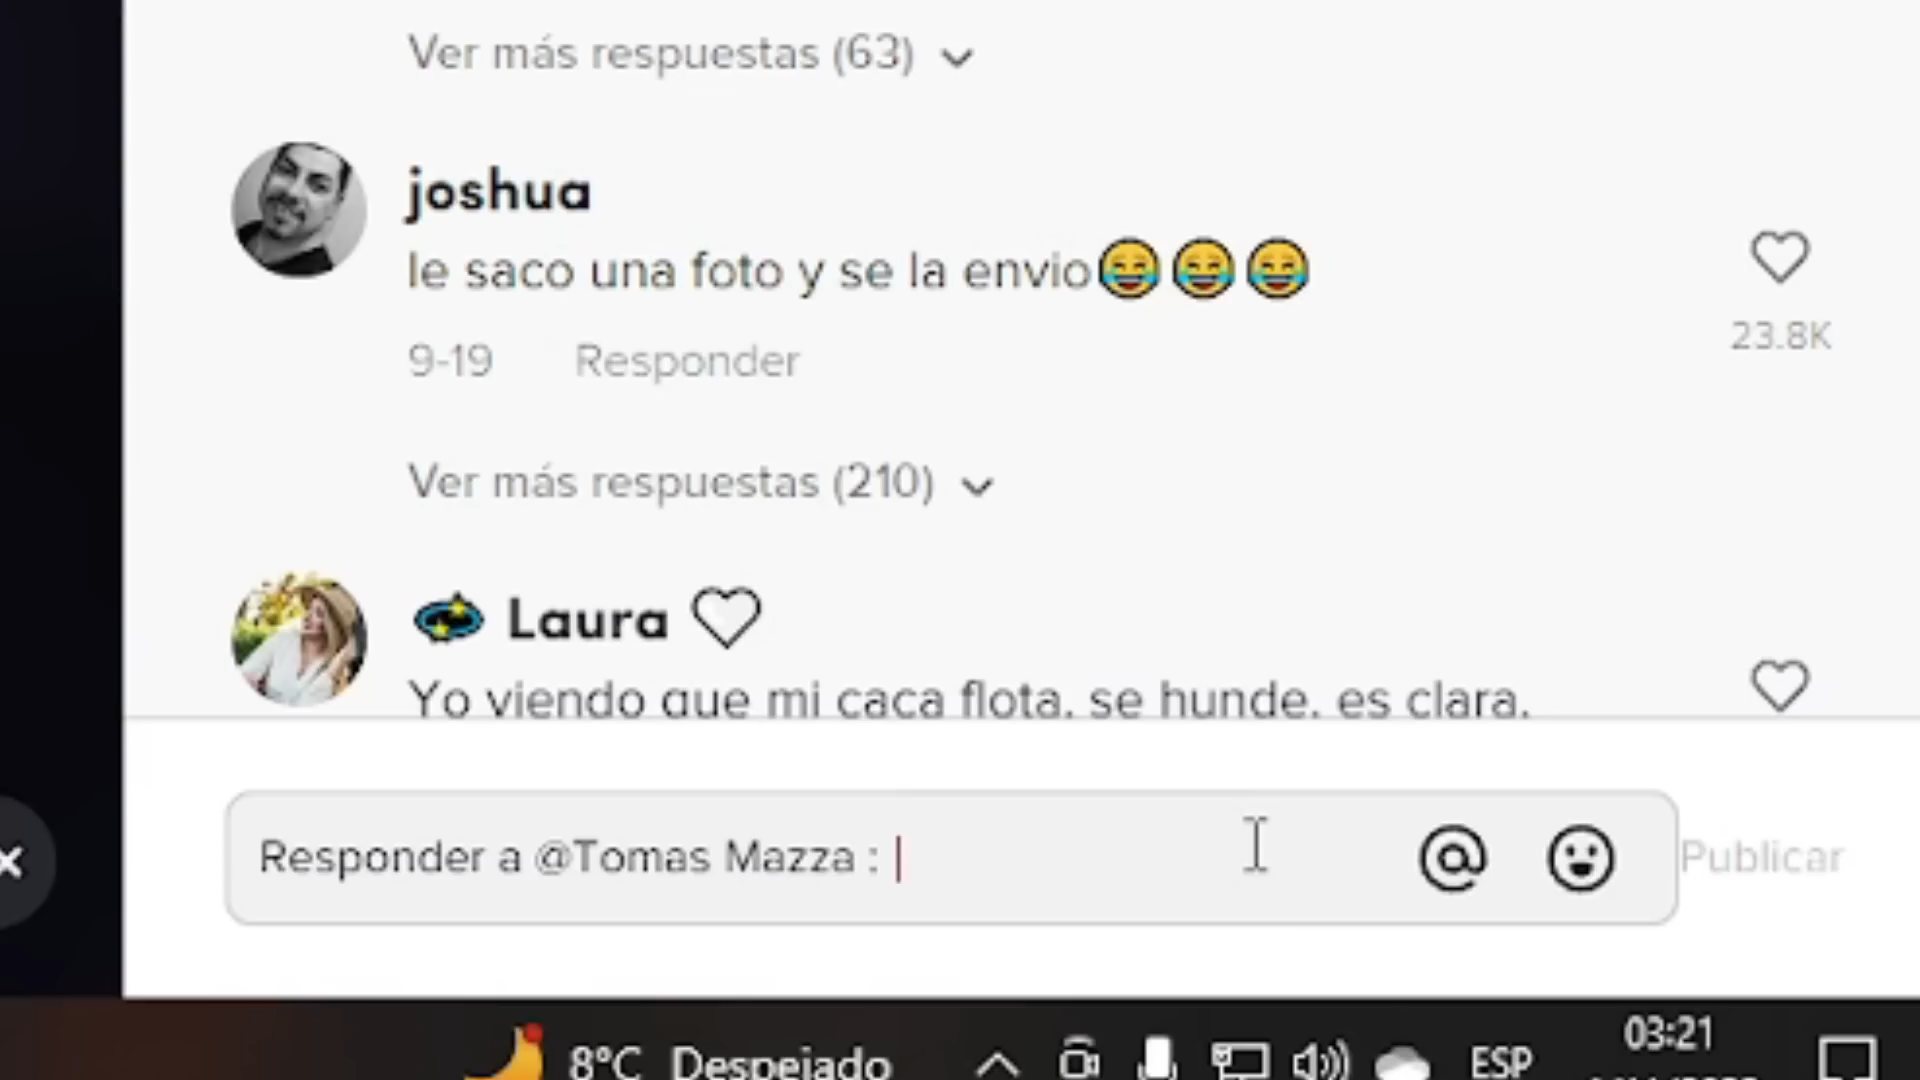 Ver más respuestas (63)
joshua
le saco una foto y se la envio😂😂😂
23.8K
9-19 Responder
Ver más respuestas (210)
💫 Laura ♡
Yo viendo que mi caca flota, se hunde, es clara,
Responder a @Tomas Mazza :
Publicar
8°C Despejado
ESP
03:21